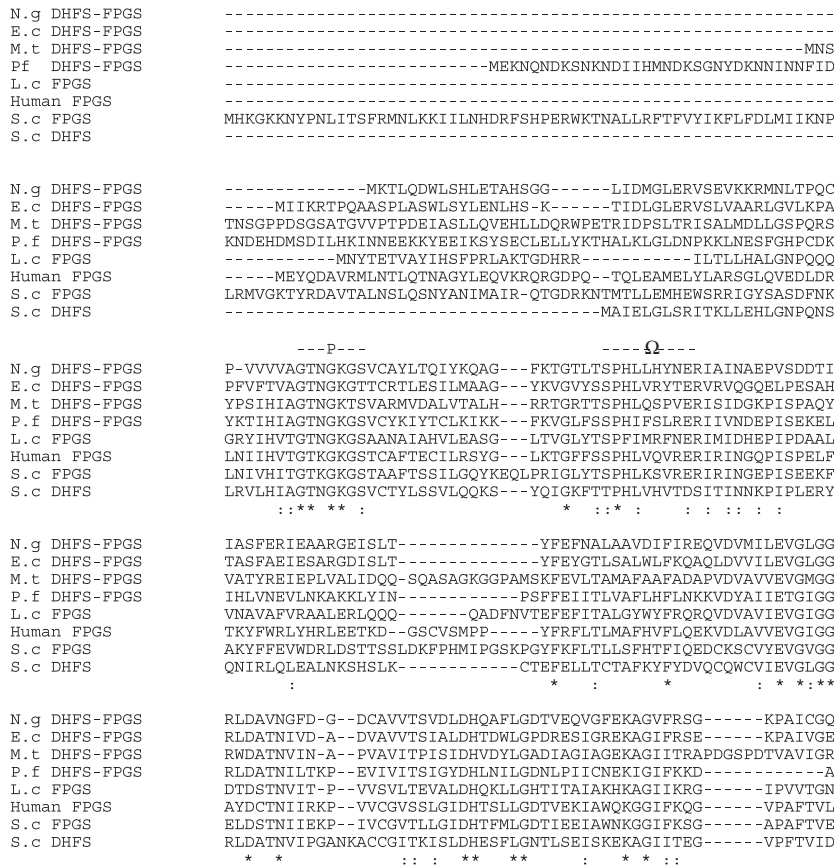 N.g DHFS-FPGS ------------------------------------------------------------
E.c DHFS-FPGS ------------------------------------------------------------
M.t DHFS-FPGS ---------------------------------------------------------MNS
Pf DHFS-FPGS --------------------------MEKNQNDKSNKNDIIHMNDKSGNYDKNNINNFID
L.c FPGS ------------------------------------------------------------
Human FPGS ------------------------------------------------------------
S.c FPGS MHKGKKNYPNLITSFRMNLKKIILNHDRFSHPERWKTNALLRFTFVYIKFLFDLMIIKNP
S.c DHFS ------------------------------------------------------------
N.g DHFS-FPGS --------------MKTLQDWLSHLETAHSGG------LIDMGLERVSEVKKRMNLTPQC
E.c DHFS-FPGS -----MIIKRTPQAASPLASWLSYLENLHS-K------TIDLGLERVSLVAARLGVLKPA
M.t DHFS-FPGS TNSGPPDSGSATGVVPTPDEIASLLQVEHLLDQRWPETRIDPSLTRISALMDLLGSPQRS
P.f DHFS-FPGS KNDEHDMSDILHKINNEEKKYEEIKSYSECLELLYKTHALKLGLDNPKKLNESFGHPCDK
L.c FPGS -----------MNYTETVAYIHSFPRLAKTGDHRR---------ILTLLHALGNPQQQ
Human FPGS -----MEYQDAVRMLNTLQTNAGYLEQVKRQRGDPQ--TQLEAMELYLARSGLQVEDLDR
S.c FPGS LRMVGKTYRDAVTALNSLQSNYANIMAIR-QTGDRKNTMTLLEMHEWSRRIGYSASDFNK
S.c DHFS -------------------------------------MAIELGLSRITKLLEHLGNPQNS
---P--- ----Ω----
N.g DHFS-FPGS P-VVVVAGTNGKGSVCAYLTQIYKQAG---FKTGTLTSPHLLHYNERIAINAEPVSDDTI
E.c DHFS-FPGS PFVFTVAGTNGKGTTCRTLESILMAAG---YKVGVYSSPHLVRYTERVRVQGQELPESAH
M.t DHFS-FPGS YPSIHIAGTNGKTSVARMVDALVTALH---RRTGRTTSPHLQSPVERISIDGKPISPAQY
P.f DHFS-FPGS YKTIHIAGTNGKGSVCYKIYTCLKIKK---FKVGLFSSPHIFSLRERIIVNDEPISEKEL
L.c FPGS GRYIHVTGTNGKGSAANAIAHVLEASG---LTVGLYTSPFIMRFNERIMIDHEPIPDAAL
Human FPGS LNIIHVTGTNGKGSTCAFTECILRSYG---LKTGFFSSPHLVQVRERIRINGQPISPELF
S.c FPGS LNIVHITGTKGKGSTAAFTSSILGQYKEQLPRIGLYTSPHLKSVRERIRINGEPISEEKF
S.c DHFS LRVLHIAGTNGKGSVCTYLSSVLQQKS---YQIGKFTTPHLVHVTDSITINNKPIPLERY
::** ** : * ::* : : : :: : :
N.g DHFS-FPGS IASFERIEAARGEISLT------------YFEFNALAAVDIFIREQVDVMILEVGLGG
E.c DHFS-FPGS TASFAEIESARGDISLT------------YFEYGTLSALWLFKQAQLDVVILEVGLGG
M.t DHFS-FPGS VATYREIEPLVALIDQQ-SQASAGKGGPAMSKFEVLTAMAFAAFADAPVDVAVVEVGMGG
P.f DHFS-FPGS IHLVNEVLNKAKKLYIN------------PSFFEIITLVAFLHFLNKKVDYAIIETGIGG
L.c FPGS VNAVAFVRAALERLQQQ-------QADFNVTEFEFITALGYWYFRQRQVDVAVIEVGIGG
Human FPGS TKYFWRLYHRLEETKD--GSCVSMPP----YFRFLTLMAFHVFLQEKVDLAVVEVGIGG
S.c FPGS AKYFFEVWDRLDSTTSSLDKFPHMIPGSKPGYFKFLTLLSFHTFIQEDCKSCVYEVGVGG
S.c DHFS QNIRLQLEALNKSHSLK------------CTEFELLTCTAFKYFYDVQCQWCVIEVGLGG
: * : * : * *:**
N.g DHFS-FPGS RLDAVNGFD-G--DCAVVTSVDLDHQAFLGDTVEQVGFEKAGVFRSG------KPAICGQ
E.c DHFS-FPGS RLDATNIVD-A--DVAVVTSIALDHTDWLGPDRESIGREKAGIFRSE------KPAIVGE
M.t DHFS-FPGS RWDATNVIN-A--PVAVITPISIDHVDYLGADIAGIAGEKAGIITRAPDGSPDTVAVIGR
P.f DHFS-FPGS RLDATNILTKP--EVIVITSIGYDHLNILGDNLPIICNEKIGIFKKD------------A
L.c FPGS DTDSTNVIT-P--VVSVLTEVALDHQKLLGHTITAIAKHKAGIIKRG------IPVVTGN
Human FPGS AYDCTNIIRKP--VVCGVSSLGIDHTSLLGDTVEKIAWQKGGIFKQG------VPAFTVL
S.c FPGS ELDSTNIIEKP--IVCGVTLLGIDHTFMLGDTIEEIAWNKGGIFKSG------APAFTVE
S.c DHFS RLDATNVIPGANKACCGITKISLDHESFLGNTLSEISKEKAGIITEG------VPFTVID
* * :: : ** ** : * * ::